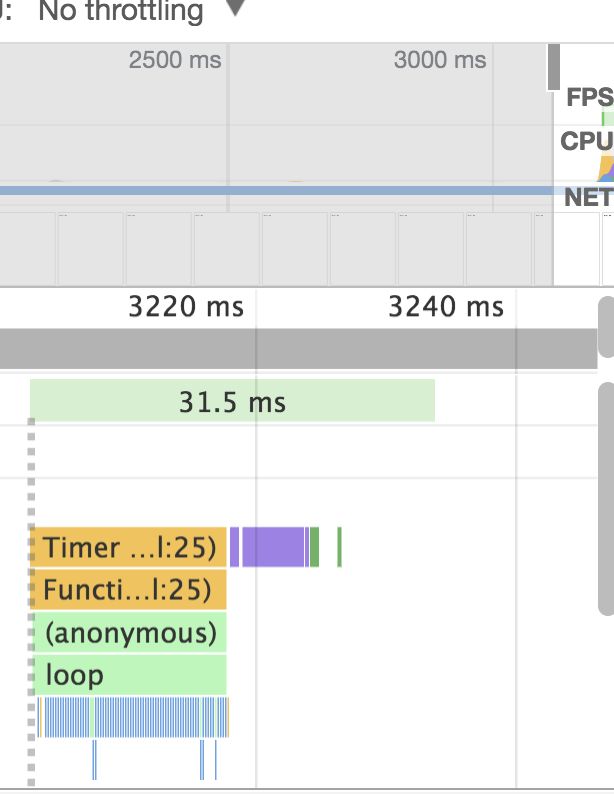 J: No throttling ▼
2500 ms 3000 ms
FPS
CPU
NET
3220 ms 3240 ms
31.5 ms
Timer ...l:25)
Functi...l:25)
(anonymous)
loop